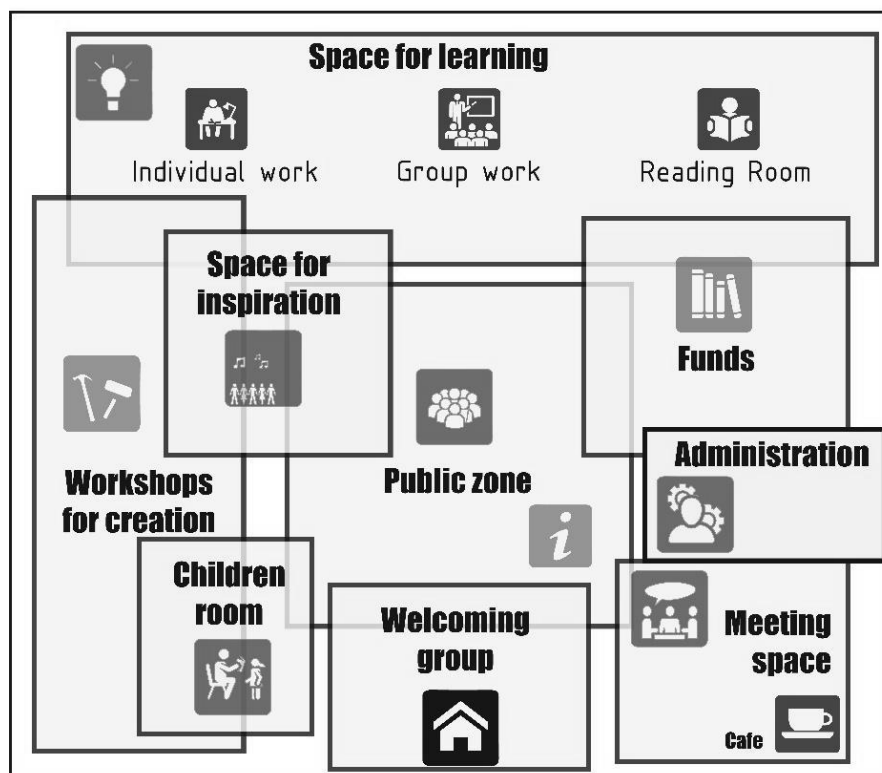 Space for learning
Individual work
Group work
Reading Room
Space for
inspiration
Funds
Administration
Workshops
for creation
Public zone
i
Children
room
Welcoming
group
Meeting
space
Cafe